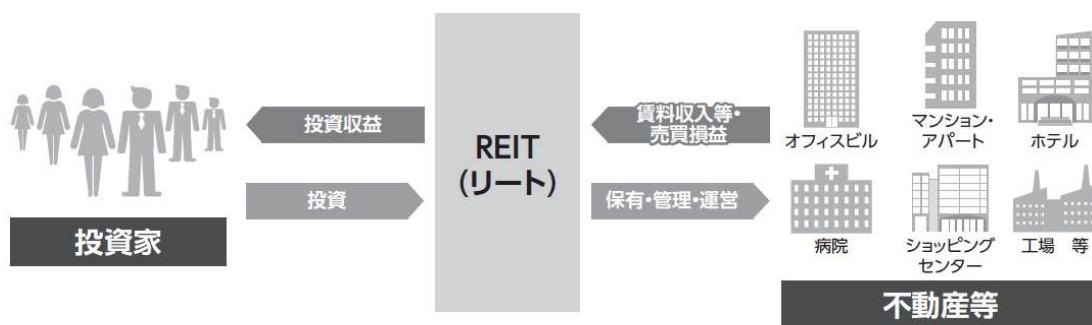 投資家
投資収益
投資
REIT
(リート)
賃料収入等・
売買損益
保有・管理・運営
オフィスビル
マンション・
アパート
ホテル
病院
ショッピング
センター
工場 等
不動産等